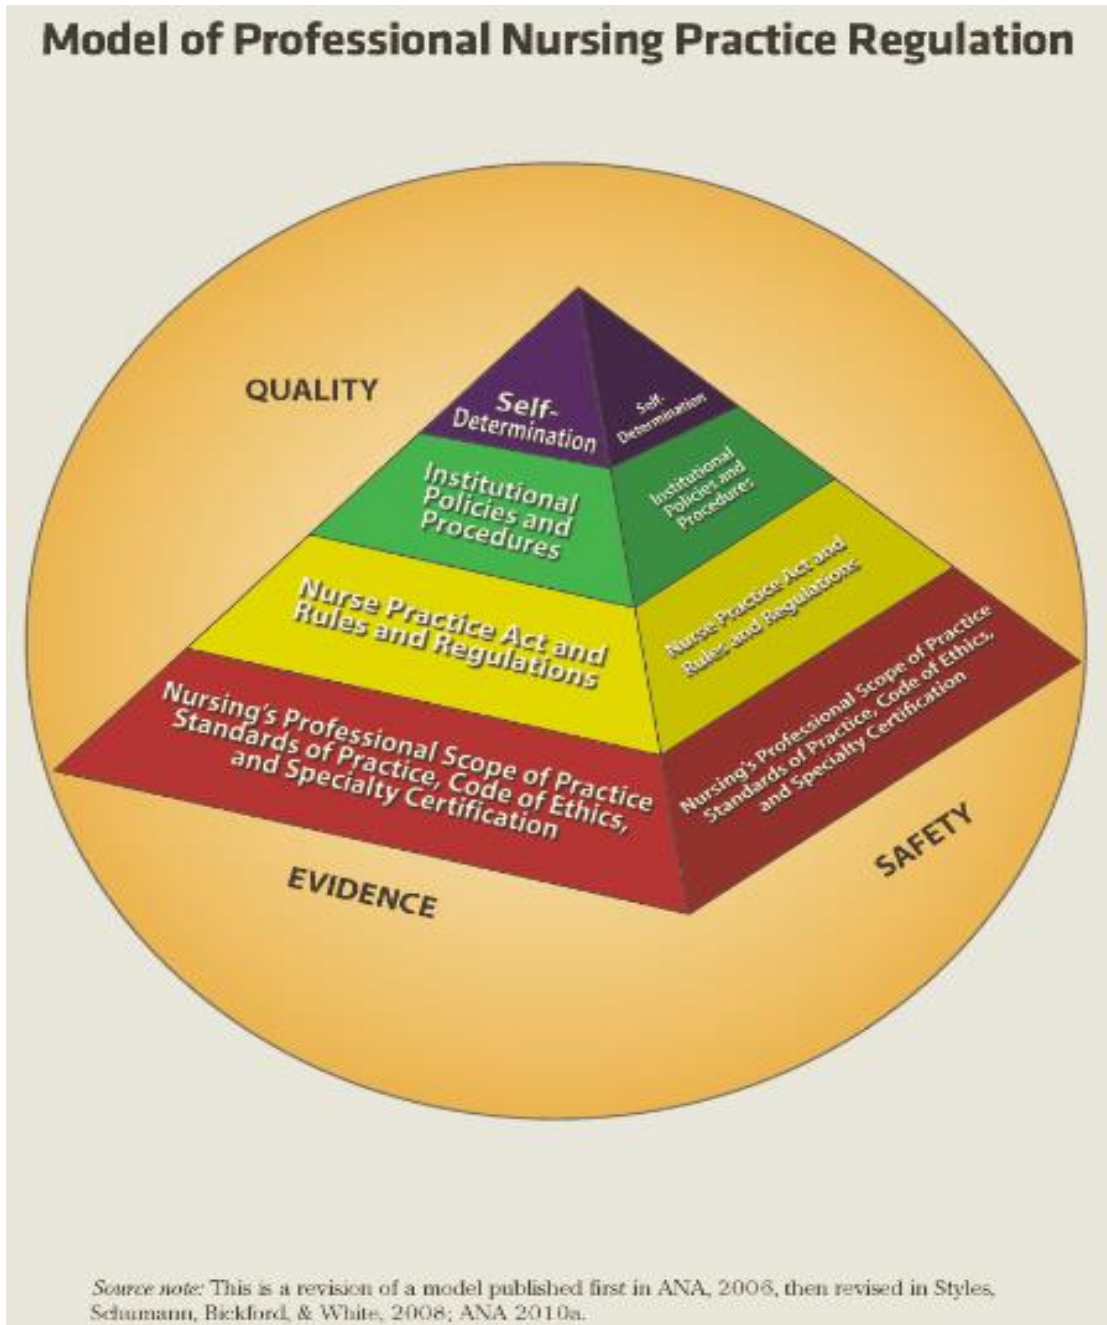 Model of Professional Nursing Practice Regulation
QUALITY
Self-
Determination
Self-
Determination
Institutional
Policies and
Procedures
Institutional
Policies and
Procedures
Nurse Practice Act and
Rules and Regulations
Nurse Practice Act and
Rules and Regulations
Nursing's Professional Scope of Practice
Standards of Practice, Code of Ethics,
and Specialty Certification
Nursing's Professional Scope of Practice
Standards of Practice, Code of Ethics,
and Specialty Certification
EVIDENCE
SAFETY
Source note: This is a revision of a model published first in ANA, 2006, then revised in Styles,
Schumann, Bickford, & White, 2008; ANA 2010a.